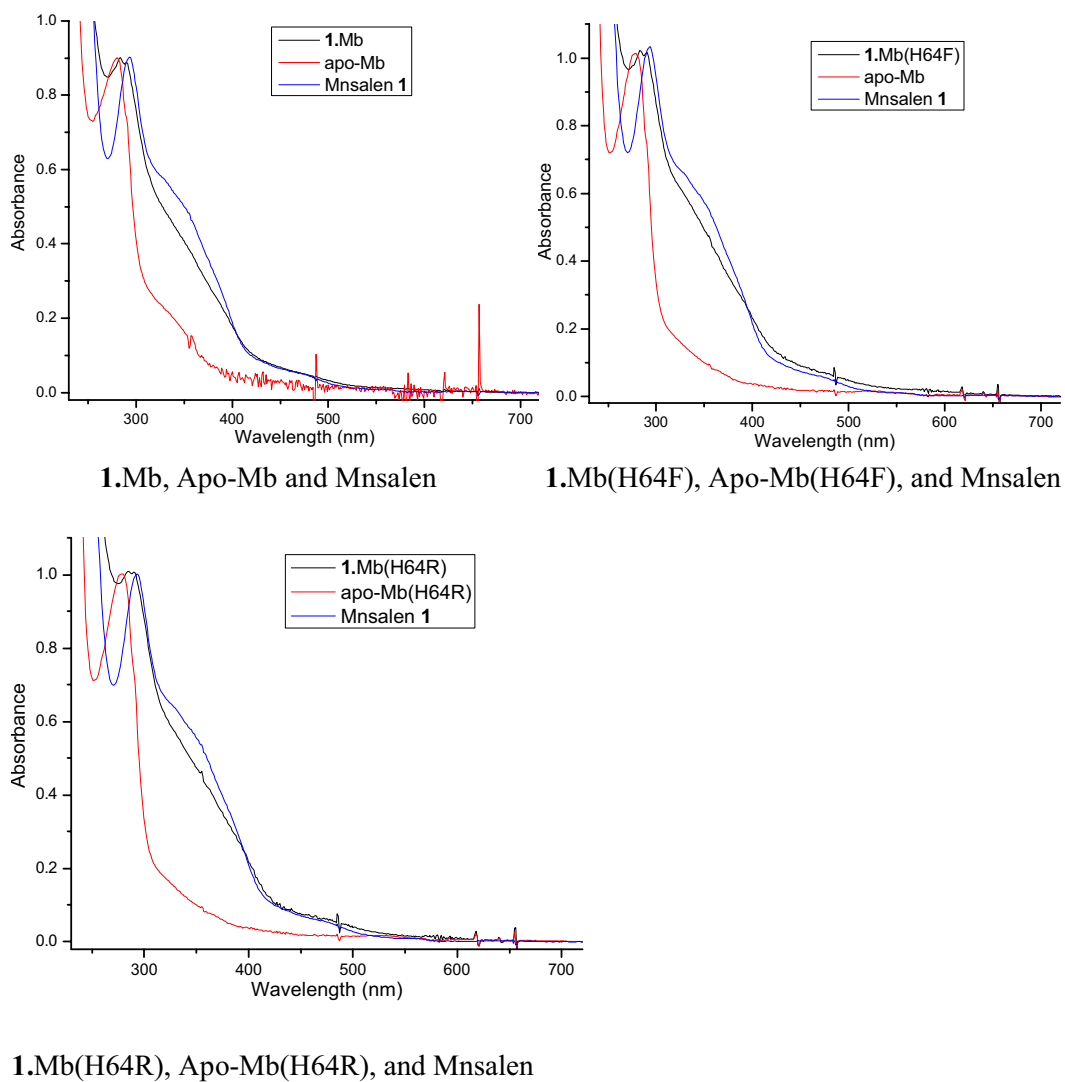 1.0
0.8
0.6
0.4
0.2
0.0
Absorbance
300 400 500 600 700
Wavelength (nm)
1.Mb
apo-Mb
Mnsalen 1
1.Mb, Apo-Mb and Mnsalen
1.0
0.8
0.6
0.4
0.2
0.0
Absorbance
300 400 500 600 700
Wavelength (nm)
1.Mb(H64F)
apo-Mb
Mnsalen 1
1.Mb(H64F), Apo-Mb(H64F), and Mnsalen
1.0
0.8
0.6
0.4
0.2
0.0
Absorbance
300 400 500 600 700
Wavelength (nm)
1.Mb(H64R)
apo-Mb(H64R)
Mnsalen 1
1.Mb(H64R), Apo-Mb(H64R), and Mnsalen